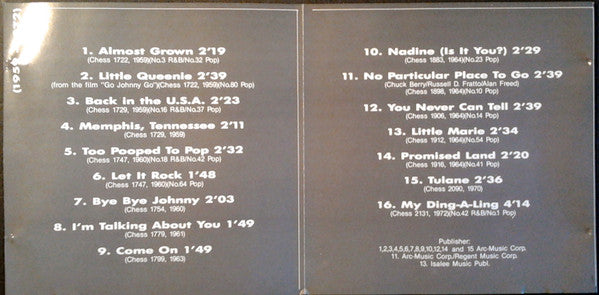 (1959
72)
1. Almost Grown 2'19
(Chess 1722, 1959)(No.3 R&B/No.32 Pop)
2. Little Queenie 2'39
(from the film "Go Johnny Go")(Chess 1722, 1959)(No.80 Pop)
3. Back in the U.S.A. 2'23
(Chess 1729, 1959)(No.16 R&B/No.37 Pop)
4. Memphis, Tennessee 2'11
(Chess 1729, 1959)
5. Too Pooped To Pop 2'32
(Chess 1747, 1960)(No.18 R&B/No.42 Pop)
6. Let It Rock 1'48
(Chess 1747, 1960)(No.64 Pop)
7. Bye Bye Johnny 2'03
(Chess 1754, 1960)
8. I'm Talking About You 1'49
(Chess 1779, 1961)
9. Come On 1'49
(Chess 1799, 1963)
10. Nadine (Is It You?) 2'29
(Chess 1883, 1964)(No.23 Pop)
11. No Particular Place To Go 2'39
(Chuck Berry/Russell D. Fratto/Alan Freed)
(Chess 1898, 1964)(No.10 Pop)
12. You Never Can Tell 2'39
(Chess 1906, 1964)(No.14 Pop)
13. Little Marie 2'34
(Chess 1912, 1964)(No.54 Pop)
14. Promised Land 2'20
(Chess 1916, 1964)(No.41 Pop)
15. Tulane 2'36
(Chess 2090, 1970)
16. My Ding-A-Ling 4'14
(Chess 2131, 1972)(No.42 R&B/No.1 Pop)
Publisher:
1,2,3,4,5,6,7,8,9,10,12,14 and 15 Arc-Music Corp.
11. Arc-Music Corp./Regent Music Corp.
13. Isalee Music Publ.